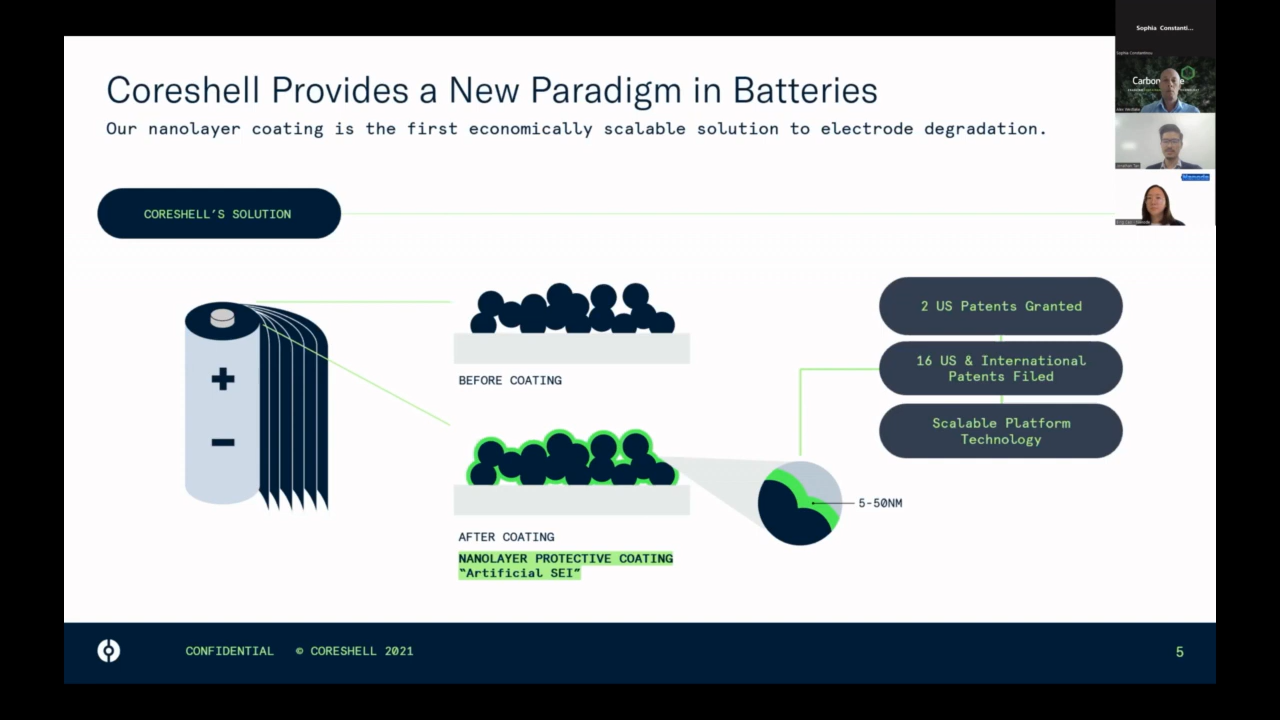 Coreshell Provides a New Paradigm in Batteries
Our nanolayer coating is the first economically scalable solution to electrode degradation.
CORESHELL'S SOLUTION
+
−
BEFORE COATING
AFTER COATING
NANOLAYER PROTECTIVE COATING
“Artificial SEI”
5-50NM
2 US Patents Granted
16 US & International
Patents Filed
Scalable Platform
Technology
CONFIDENTIAL © CORESHELL 2021
5
Sophia Constanti...
Sophia Constantinou